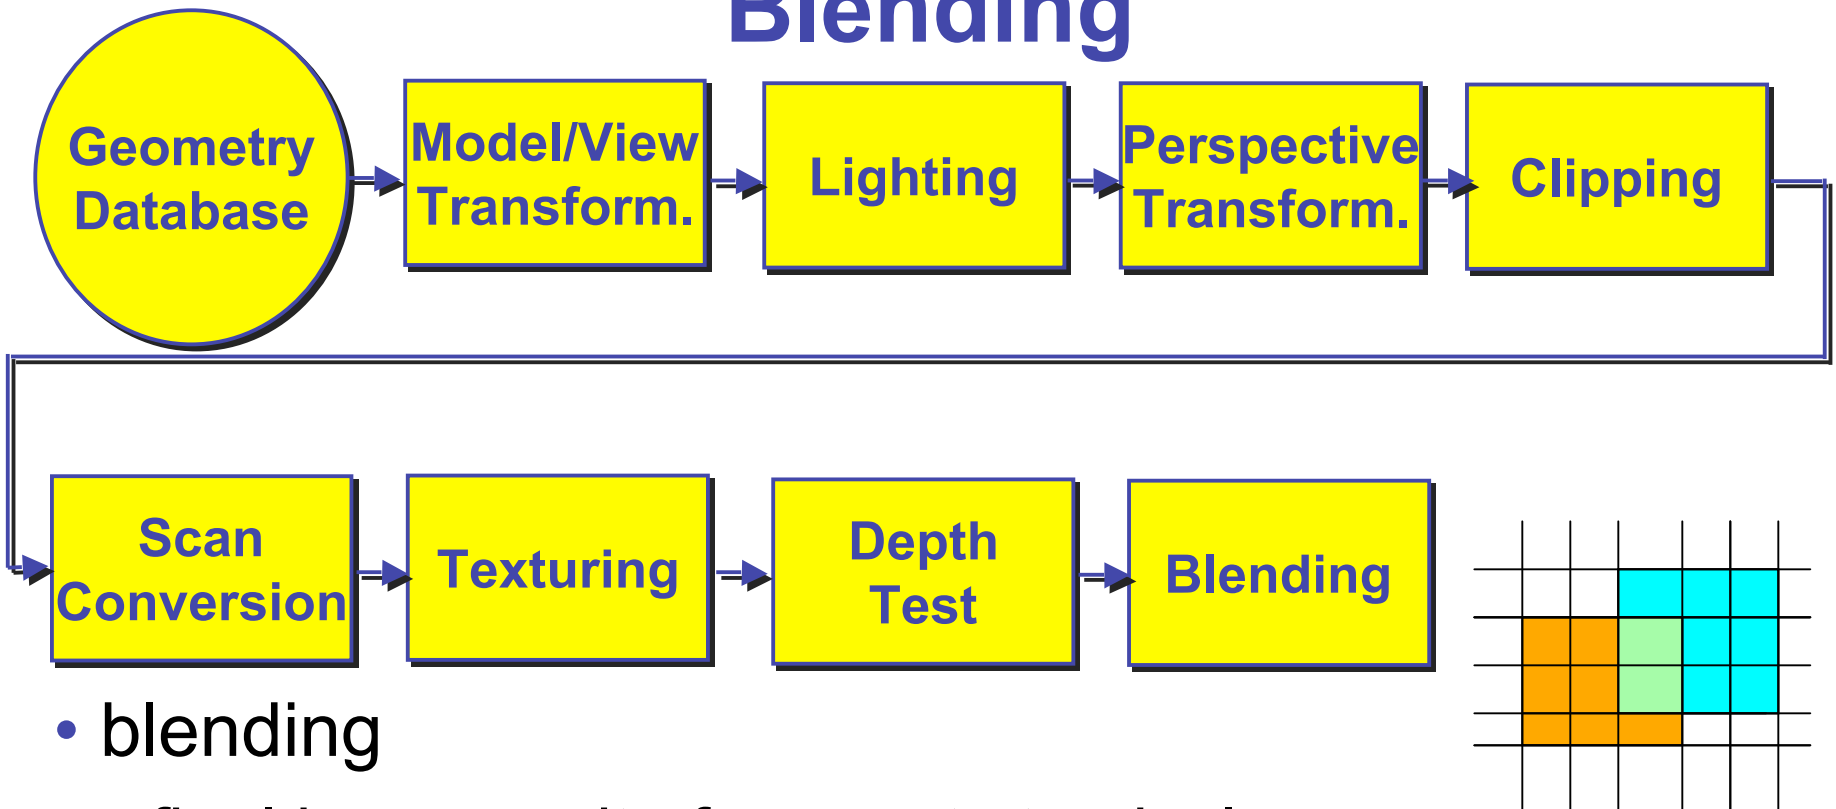 Blending
Geometry
Database
Model/View
Transform.
Lighting
Perspective
Transform.
Clipping
Scan
Conversion
Texturing
Depth
Test
Blending
• blending